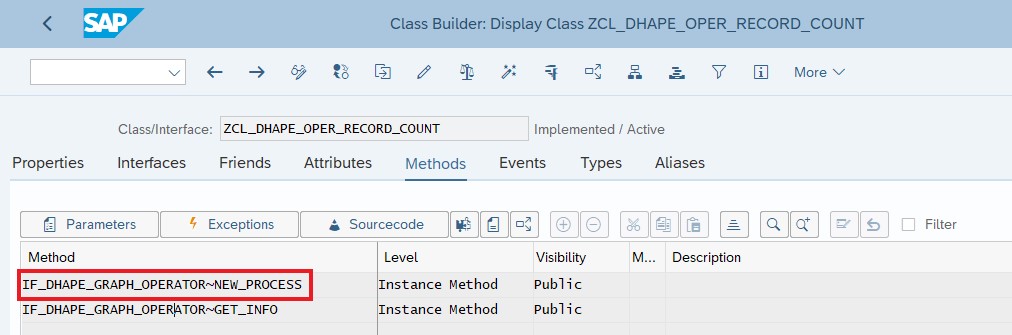 SAP Class Builder: Display Class ZCL_DHAPE_OPER_RECORD_COUNT
More
Class/Interface: ZCL_DHAPE_OPER_RECORD_COUNT Implemented / Active
Properties Interfaces Friends Attributes Methods Events Types Aliases
Parameters Exceptions Sourcecode Filter
Method Level Visibility M... Description
IF_DHAPE_GRAPH_OPERATOR~NEW_PROCESS Instance Method Public
IF_DHAPE_GRAPH_OPERATOR~GET_INFO Instance Method Public